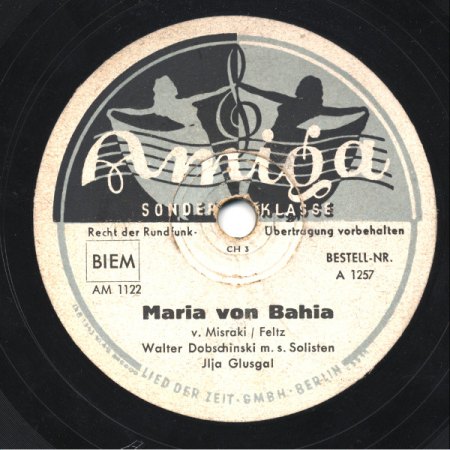 Amiga
SONDER KLASSE
Recht der Rundfunk- Übertragung vorbehalten
CH 3
BIEM
BESTELL-NR.
A 1257
AM 1122
Maria von Bahia
v. Misraki / Feltz
Walter Dobschinski m. s. Solisten
Jlja Glusgal
LIED DER ZEIT-GMBH-BERLIN